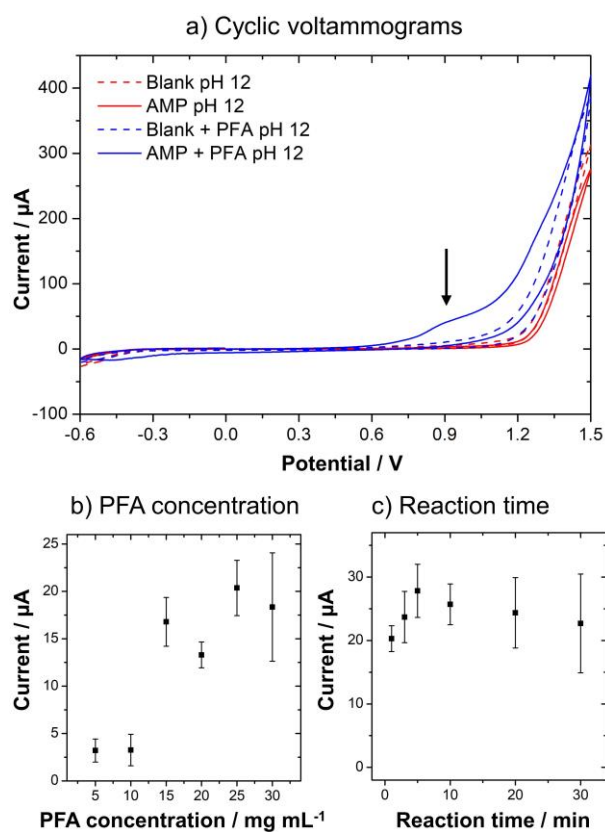 a) Cyclic voltammograms
Blank pH 12
AMP pH 12
Blank + PFA pH 12
AMP + PFA pH 12
400
300
200
100
0
-100
Current / µA
-0.6 -0.3 0.0 0.3 0.6 0.9 1.2 1.5
Potential / V
b) PFA concentration
25
20
15
10
5
0
Current / µA
5 10 15 20 25 30
PFA concentration / mg mL⁻¹
c) Reaction time
30
20
10
0
Current / µA
0 10 20 30
Reaction time / min